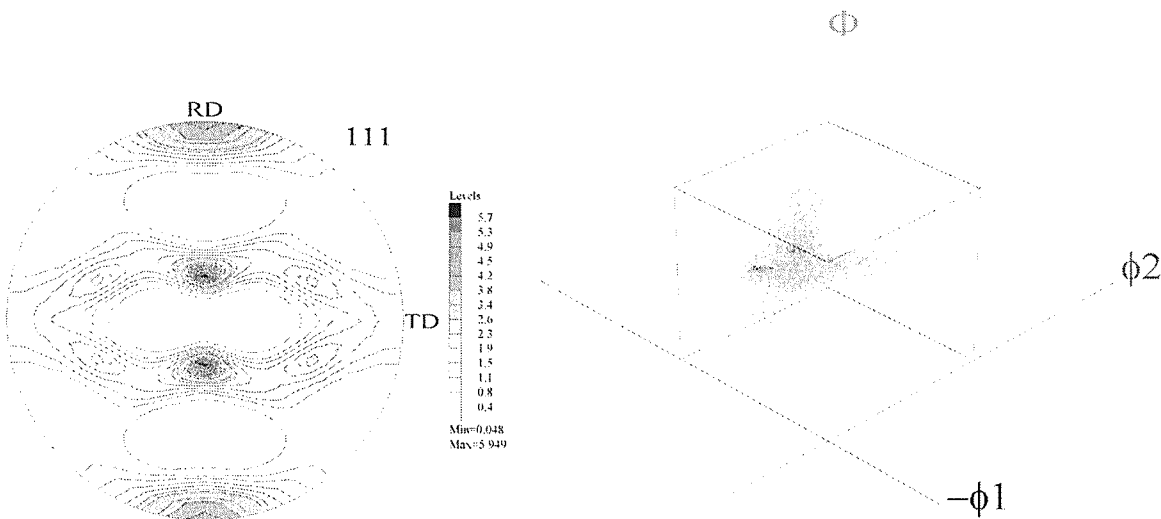 Φ
RD
111
Levels
5.7
5.3
4.9
4.5
4.2
3.8
3.4
2.6
2.3
1.9
1.5
1.1
0.8
0.4
Min=0.048
Max=5.949
TD
ϕ2
−ϕ1